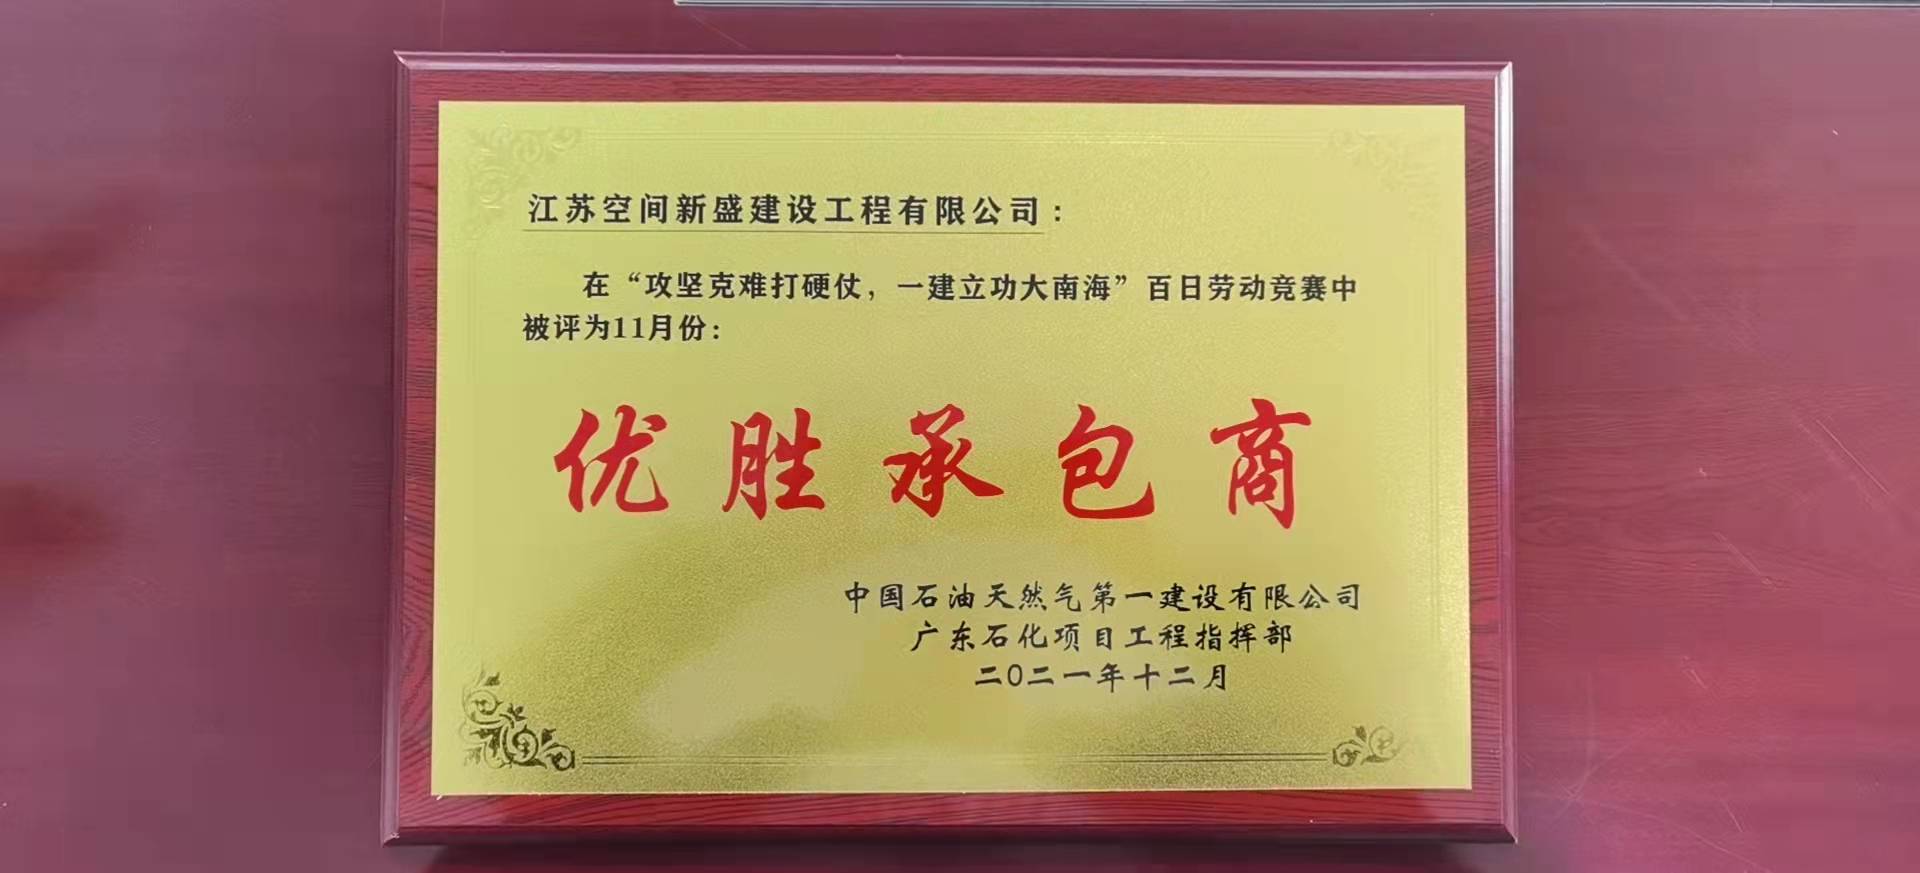 江苏空间新盛建设工程有限公司：
在“攻坚克难打硬仗，一建立功大南海”百日劳动竞赛中
被评为11月份：
优胜承包商
中国石油天然气第一建设有限公司
广东石化项目工程指挥部
二〇二一年十二月